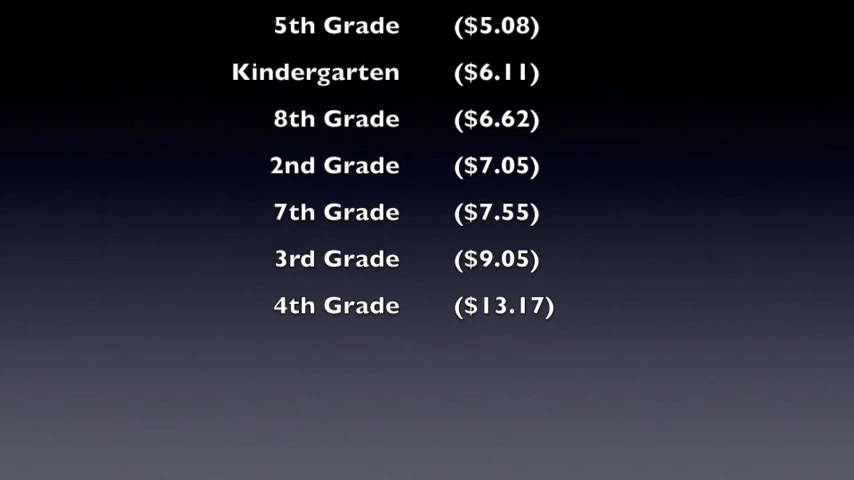 5th Grade ($5.08)
Kindergarten ($6.11)
8th Grade ($6.62)
2nd Grade ($7.05)
7th Grade ($7.55)
3rd Grade ($9.05)
4th Grade ($13.17)